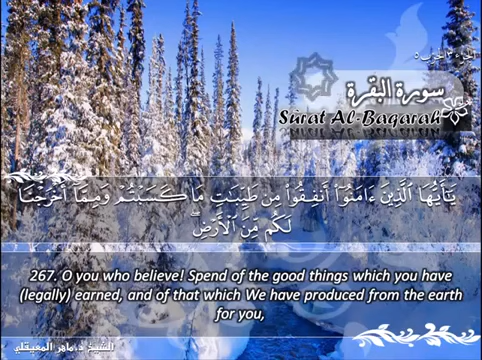 سورة البقرة
Sûrat Al-Baqarah
يَـٰٓأَيُّهَا ٱلَّذِينَ ءَامَنُوٓا۟ أَنفِقُوا۟ مِن طَيِّبَـٰتِ مَا كَسَبْتُمْ وَمِمَّآ أَخْرَجْنَا
لَكُم مِّنَ ٱلْأَرْضِ ۖ
267. O you who believe! Spend of the good things which you have
(legally) earned, and of that which We have produced from the earth
for you,
الشيخ د.ماهر المعيقلي